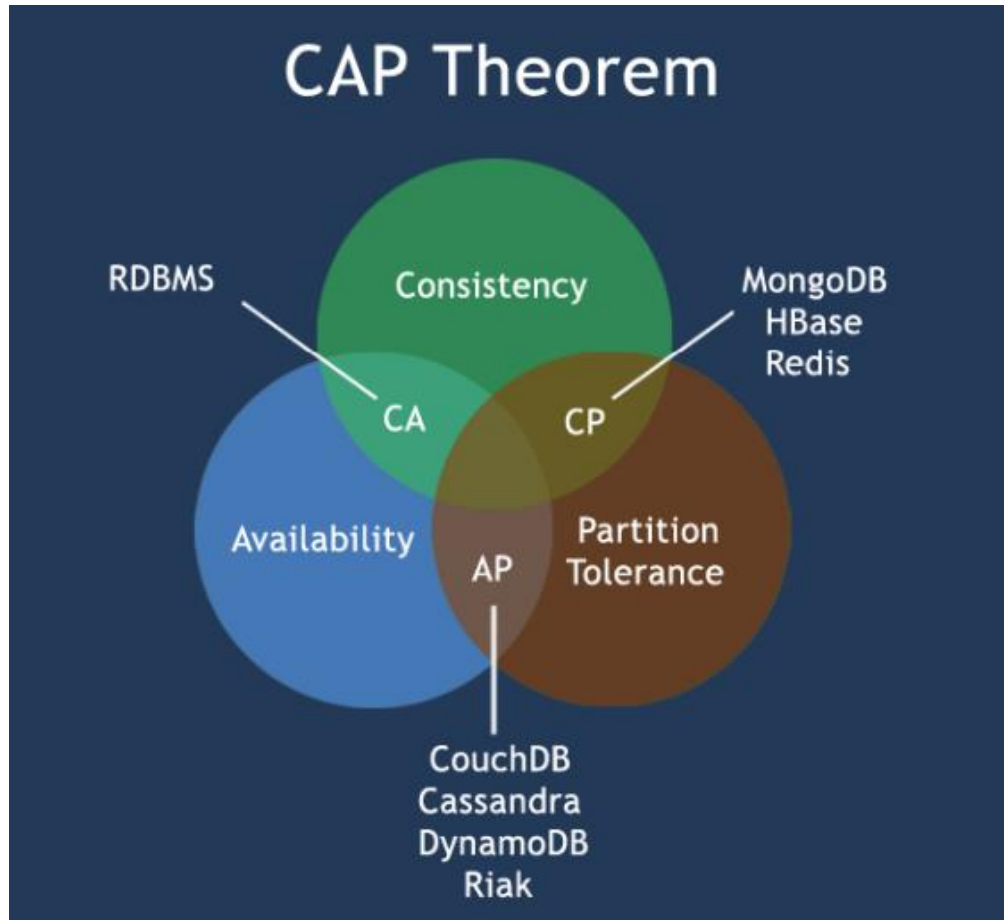 CAP Theorem
RDBMS
Consistency
MongoDB
HBase
Redis
CA
CP
Availability
Partition
Tolerance
AP
CouchDB
Cassandra
DynamoDB
Riak